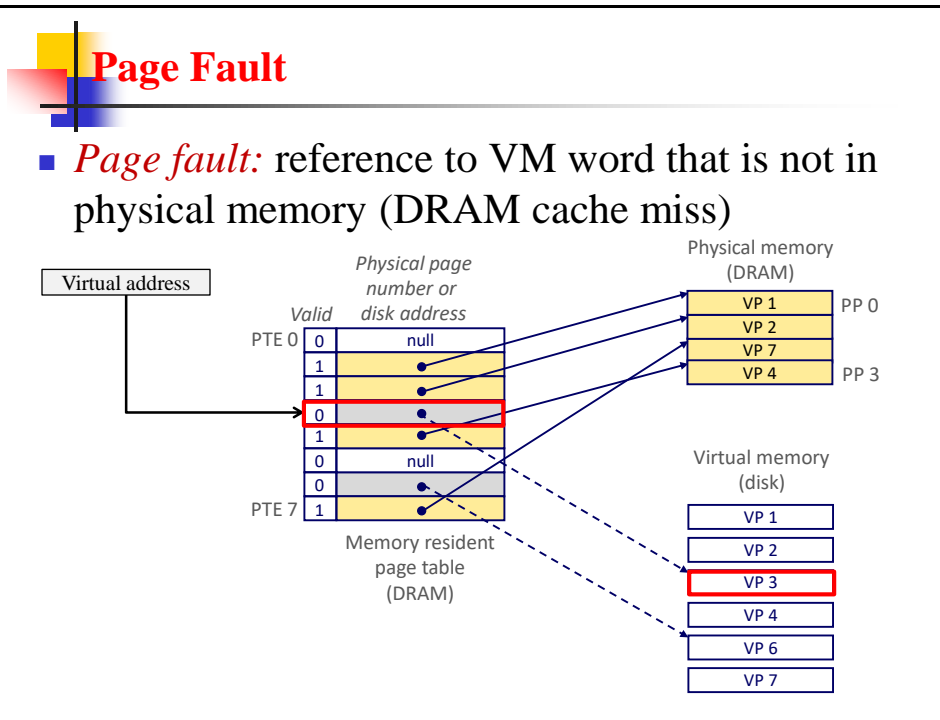 Page Fault
Page fault: reference to VM word that is not in
physical memory (DRAM cache miss)
Virtual address
Physical page
number or
disk address
Valid
PTE 0
0
null
1
1
0
1
0
null
0
PTE 7
1
Memory resident
page table
(DRAM)
Physical memory
(DRAM)
VP 1
PP 0
VP 2
VP 7
VP 4
PP 3
Virtual memory
(disk)
VP 1
VP 2
VP 3
VP 4
VP 6
VP 7